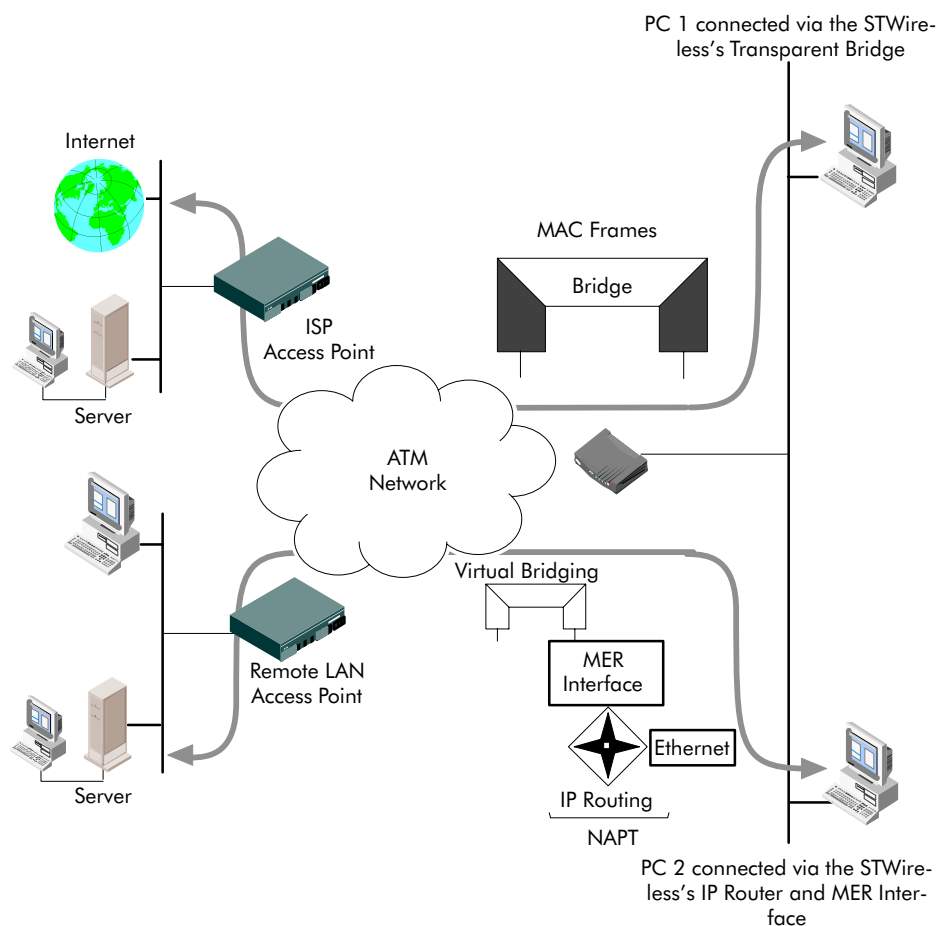 PC 1 connected via the STWire-
less's Transparent Bridge
Internet
MAC Frames
Bridge
ISP
Access Point
Server
ATM
Network
Virtual Bridging
MER
Interface
Remote LAN
Access Point
Ethernet
Server
IP Routing
NAPT
PC 2 connected via the STWire-
less's IP Router and MER Inter-
face